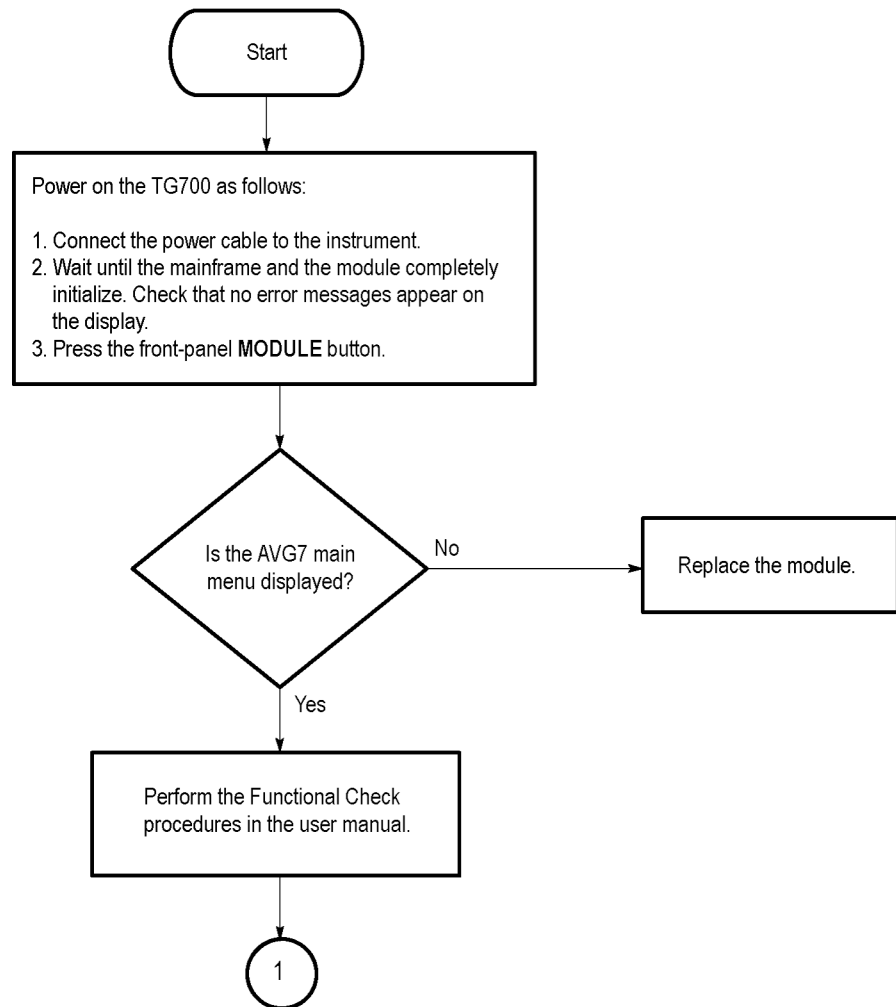 Start
Power on the TG700 as follows:
1. Connect the power cable to the instrument.
2. Wait until the mainframe and the module completely
initialize. Check that no error messages appear on
the display.
3. Press the front-panel MODULE button.
Is the AVG7 main
menu displayed?
No
Replace the module.
Yes
Perform the Functional Check
procedures in the user manual.
1